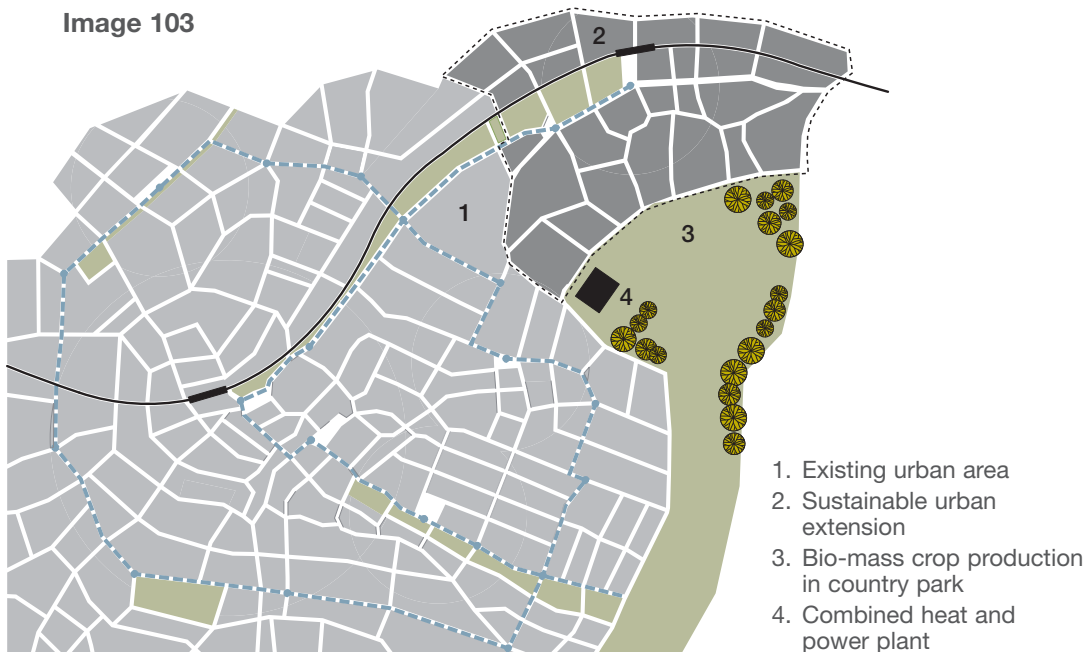 Image 103
2
1
3
4
1. Existing urban area
2. Sustainable urban
extension
3. Bio-mass crop production
in country park
4. Combined heat and
power plant